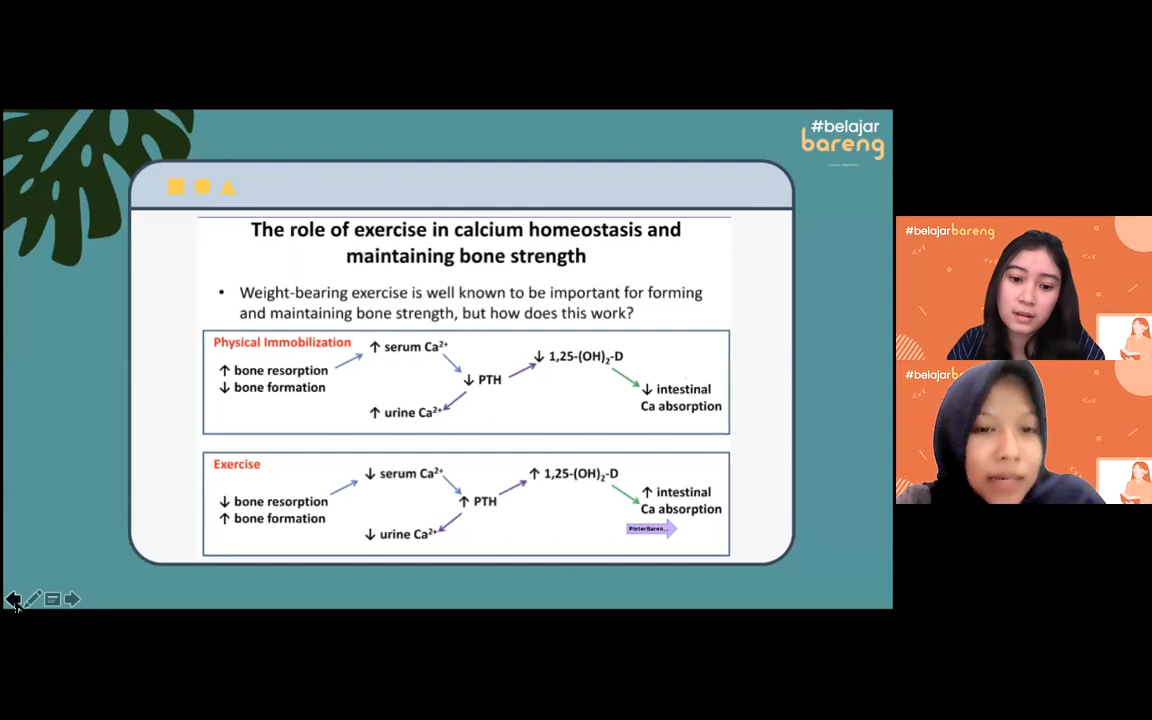 #belajar
bareng
The role of exercise in calcium homeostasis and
maintaining bone strength
• Weight-bearing exercise is well known to be important for forming
and maintaining bone strength, but how does this work?
Physical Immobilization
↑ bone resorption
↓ bone formation
↑ serum Ca²⁺
↓ PTH
↑ urine Ca²⁺
↓ 1,25-(OH)₂-D
↓ intestinal
Ca absorption
Exercise
↓ bone resorption
↑ bone formation
↓ serum Ca²⁺
↑ PTH
↓ urine Ca²⁺
↑ 1,25-(OH)₂-D
↑ intestinal
Ca absorption
PinterBaren...
#belajarbareng
#belajarb